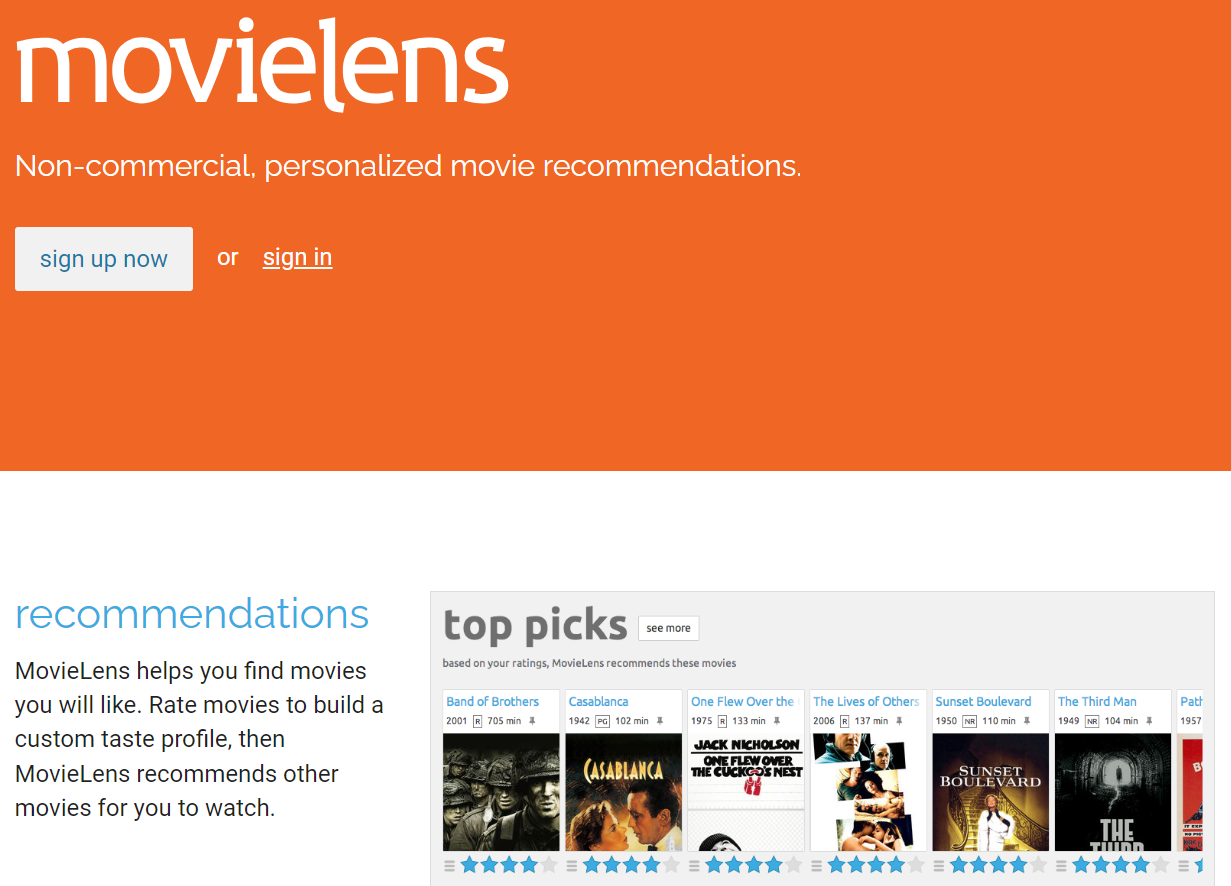 movielens
Non-commercial, personalized movie recommendations.
sign up now or sign in
recommendations
MovieLens helps you find movies
you will like. Rate movies to build a
custom taste profile, then
MovieLens recommends other
movies for you to watch.
top picks see more
based on your ratings, MovieLens recommends these movies
Band of Brothers
2001 R 705 min
Casablanca
1942 PG 102 min
CASABLANCA
One Flew Over the
1975 R 133 min
JACK NICHOLSON
ONE FLEW OVER
THE CUCKOO'S NEST
The Lives of Others
2006 R 137 min
Sunset Boulevard
1950 NR 110 min
SUNSET
BOULEVARD
The Third Man
1949 NR 104 min
THE
THIRD
Path
1957